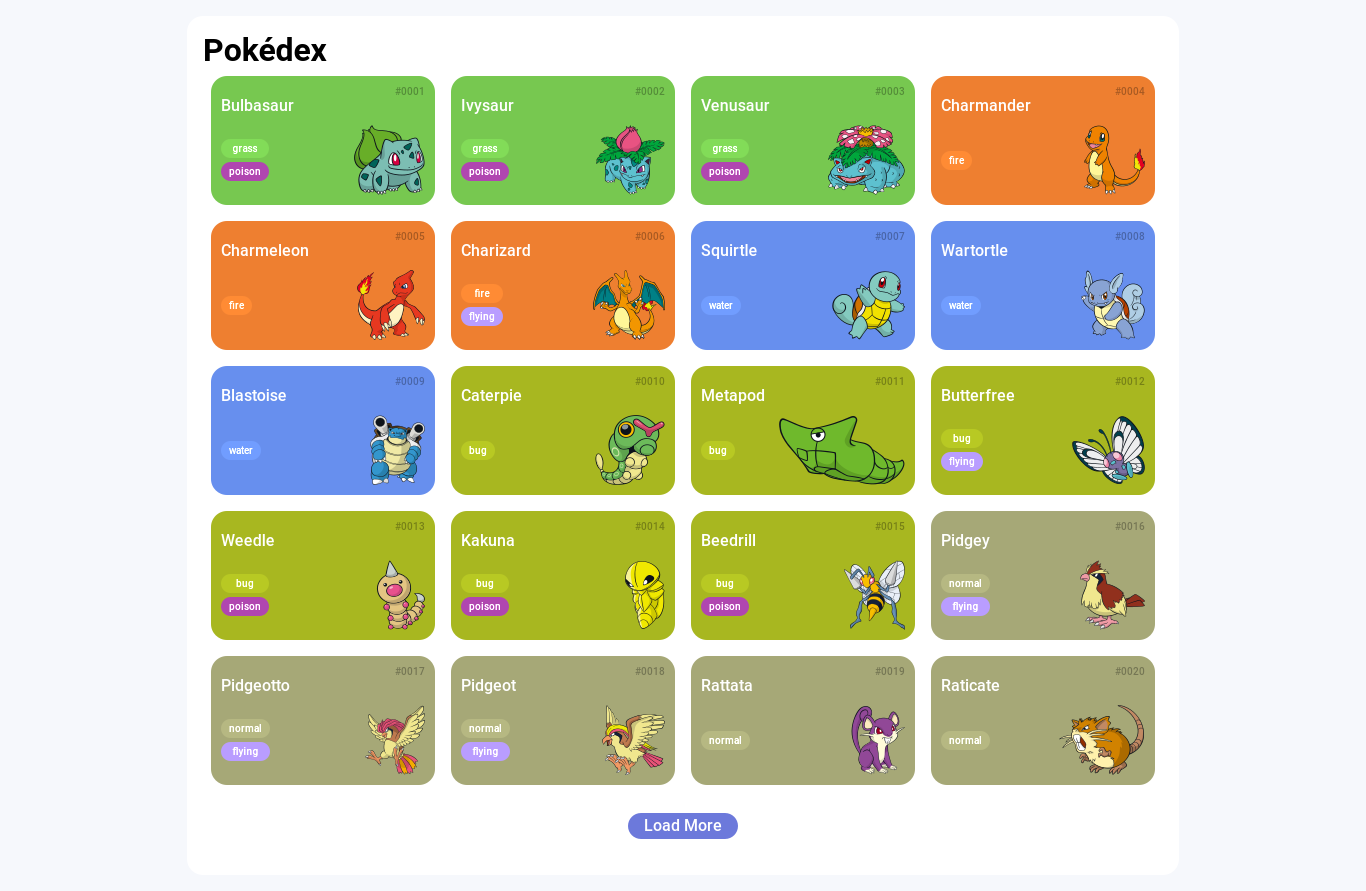 Pokédex
#0001
Bulbasaur
grass
poison
#0002
Ivysaur
grass
poison
#0003
Venusaur
grass
poison
#0004
Charmander
fire
#0005
Charmeleon
fire
#0006
Charizard
fire
flying
#0007
Squirtle
water
#0008
Wartortle
water
#0009
Blastoise
water
#0010
Caterpie
bug
#0011
Metapod
bug
#0012
Butterfree
bug
flying
#0013
Weedle
bug
poison
#0014
Kakuna
bug
poison
#0015
Beedrill
bug
poison
#0016
Pidgey
normal
flying
#0017
Pidgeotto
normal
flying
#0018
Pidgeot
normal
flying
#0019
Rattata
normal
#0020
Raticate
normal
Load More